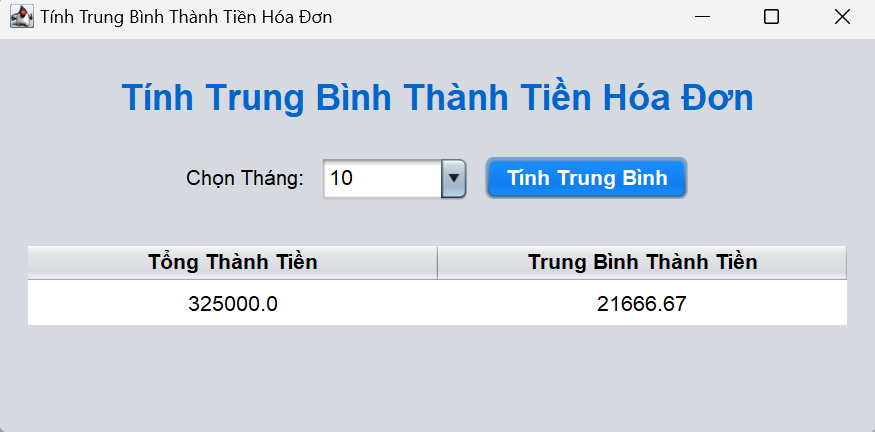 Tính Trung Bình Thành Tiền Hóa Đơn
Tính Trung Bình Thành Tiền Hóa Đơn
Chọn Tháng: 10 Tính Trung Bình
Tổng Thành Tiền Trung Bình Thành Tiền
325000.0 21666.67